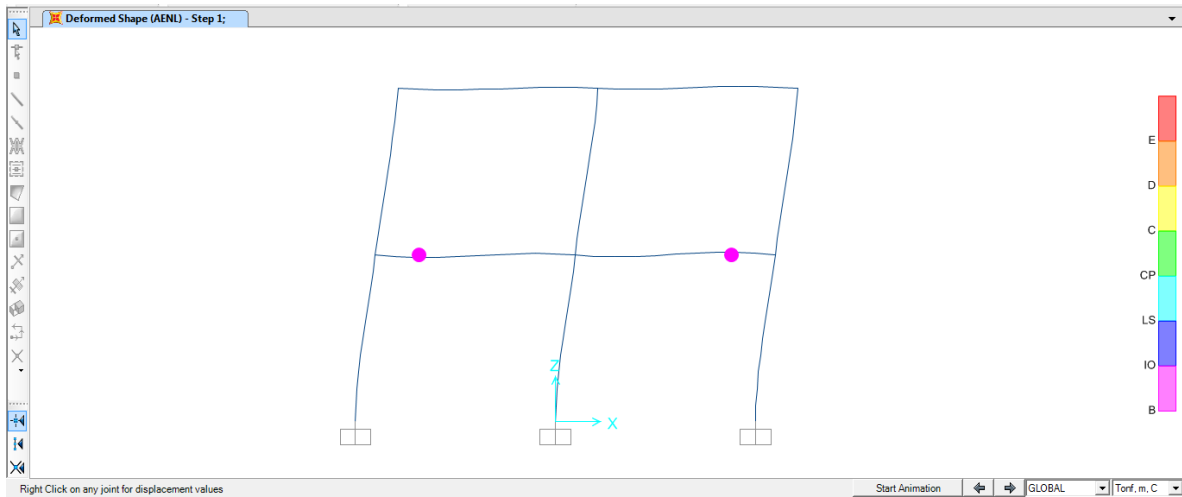 Deformed Shape (AENL) - Step 1;
E
D
C
CP
LS
IO
B
Z
X
Right Click on any joint for displacement values
Start Animation
GLOBAL
Tonf, m, C